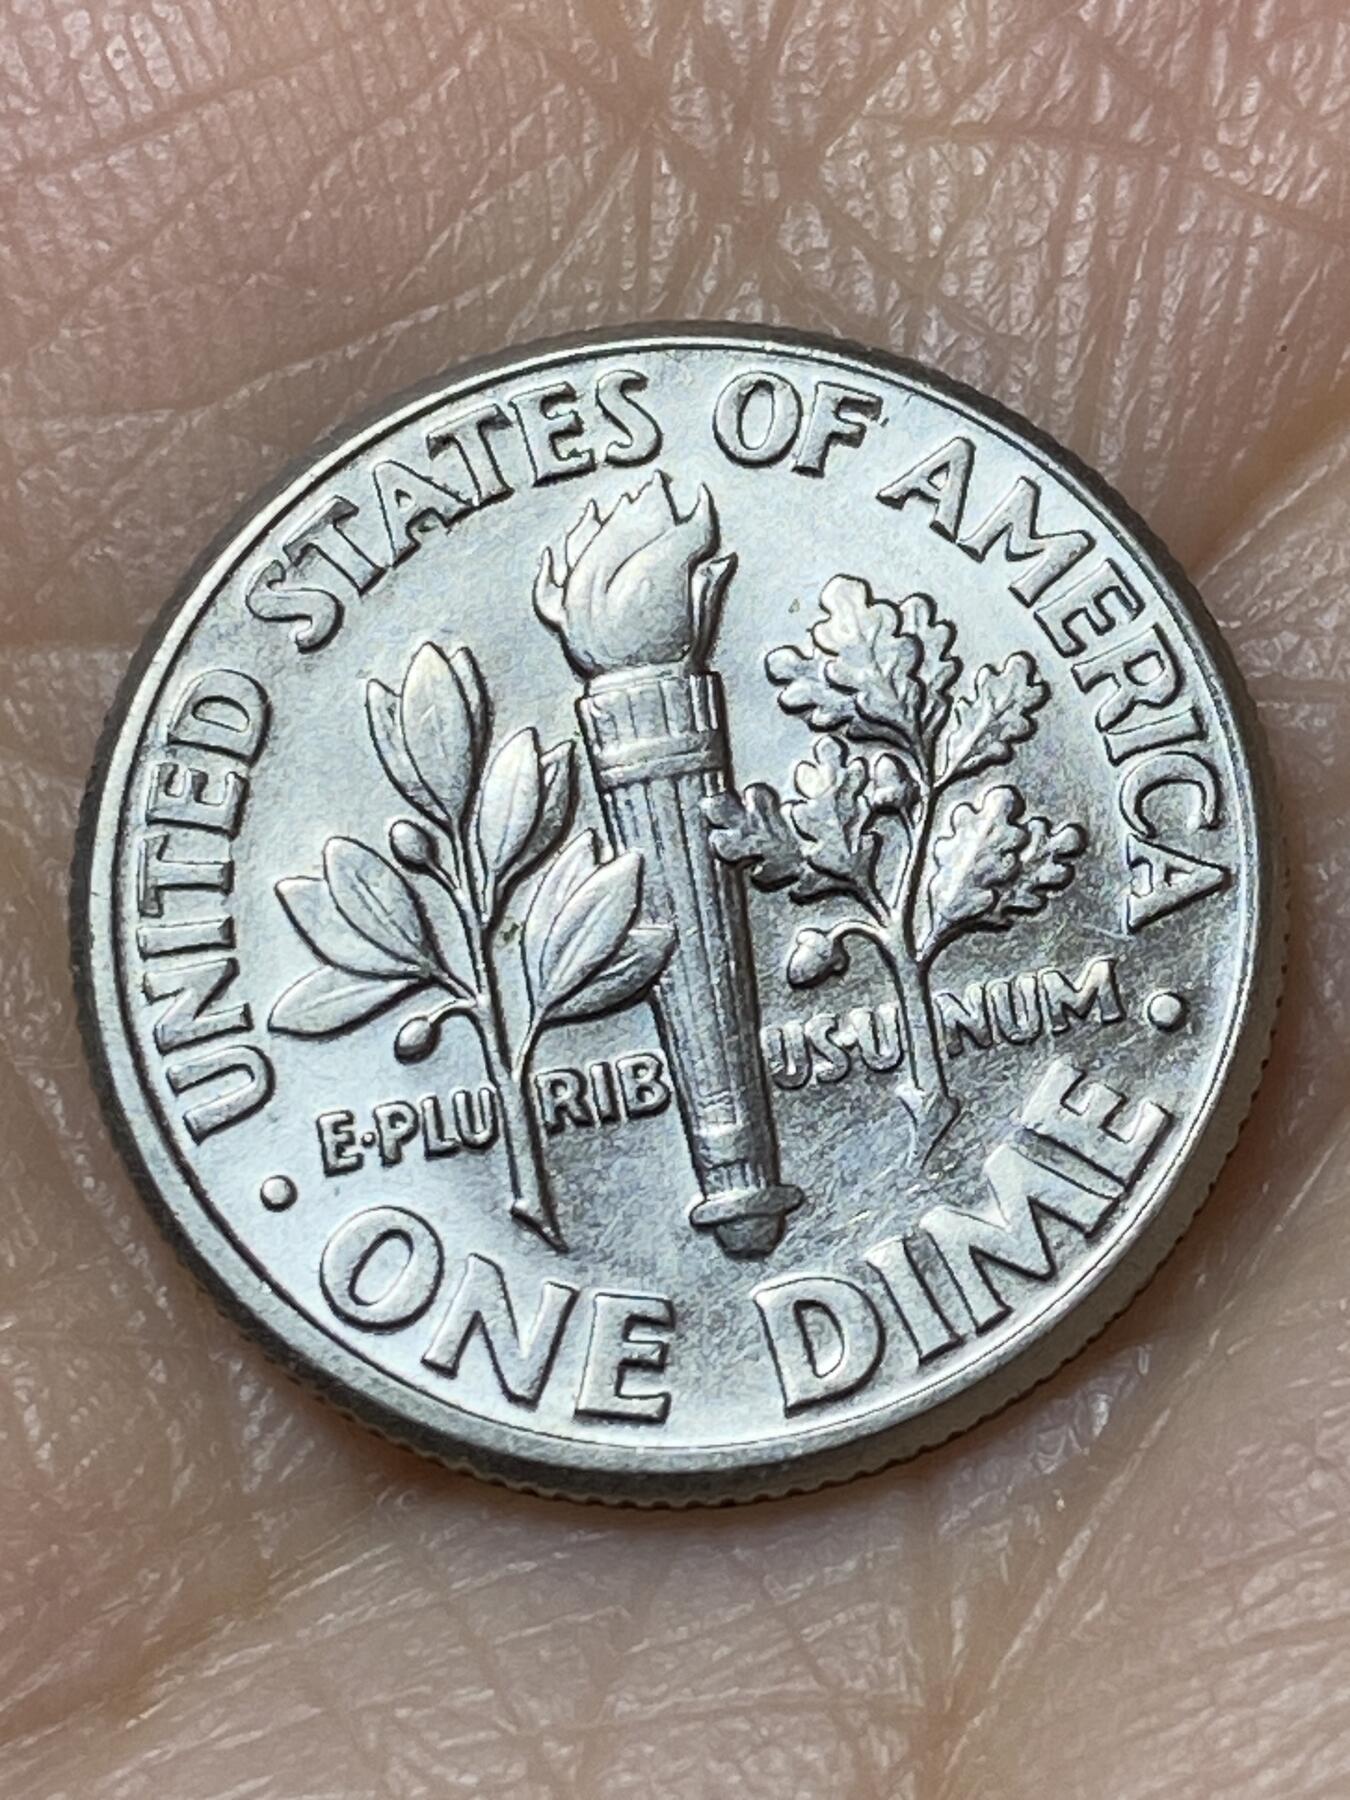 UNITED STATES OF AMERICA
E·PLURIBUS·UNUM
· ONE DIME ·